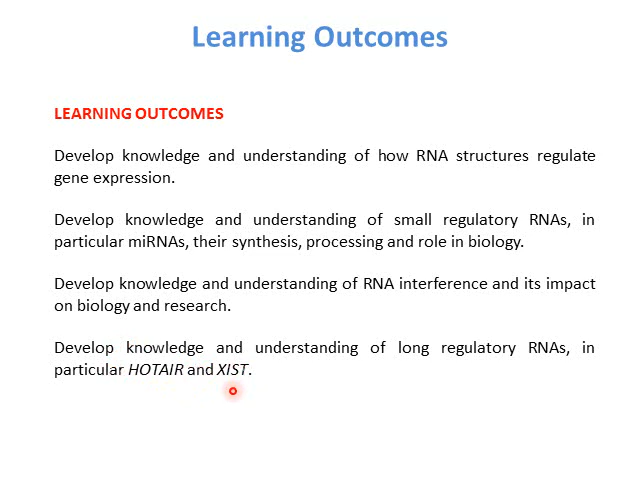 Learning Outcomes
LEARNING OUTCOMES
Develop knowledge and understanding of how RNA structures regulate
gene expression.
Develop knowledge and understanding of small regulatory RNAs, in
particular miRNAs, their synthesis, processing and role in biology.
Develop knowledge and understanding of RNA interference and its impact
on biology and research.
Develop knowledge and understanding of long regulatory RNAs, in
particular HOTAIR and XIST.